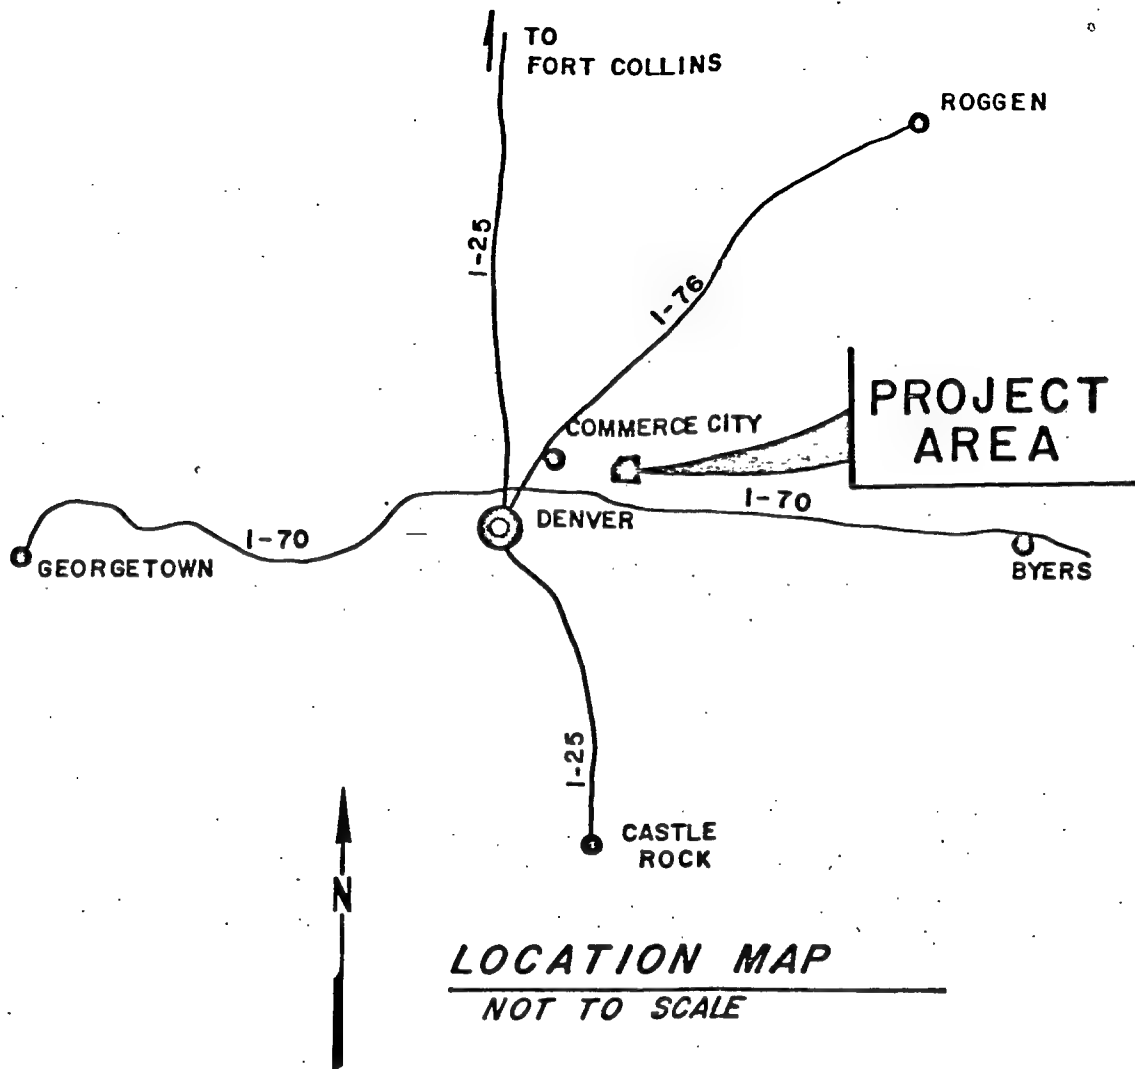 TO
FORT COLLINS
ROGGEN
I-25
I-76
PROJECT
AREA
COMMERCE CITY
I-70
DENVER
I-70
GEORGETOWN
BYERS
I-25
CASTLE
ROCK
N
LOCATION MAP
NOT TO SCALE